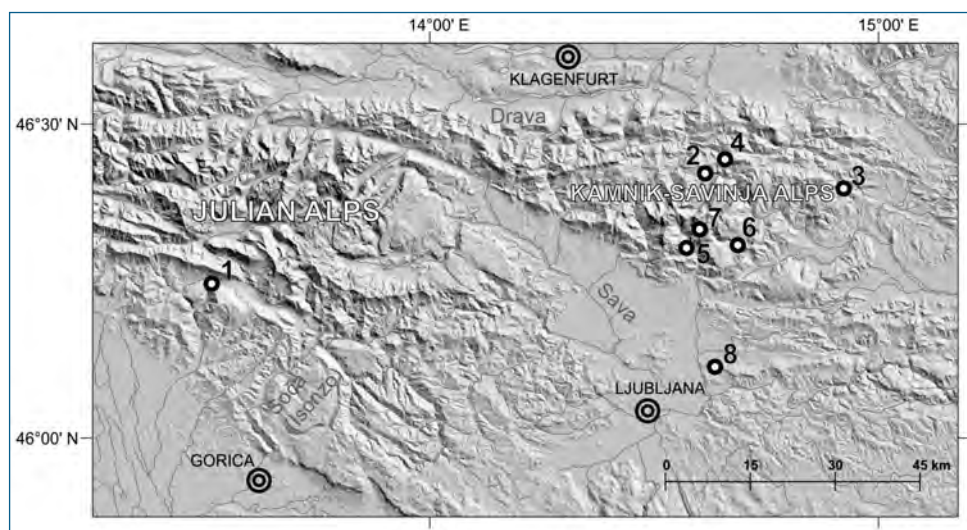 14°00' E
15°00' E
KLAGENFURT
Drava
46°30' N
4
2
3
KAMNIK-SAVINJA ALPS
JULIAN ALPS
7
6
5
1
Sava
8
LJUBLJANA
Soča
Isonzo
46°00' N
GORICA
0 15 30 45 km